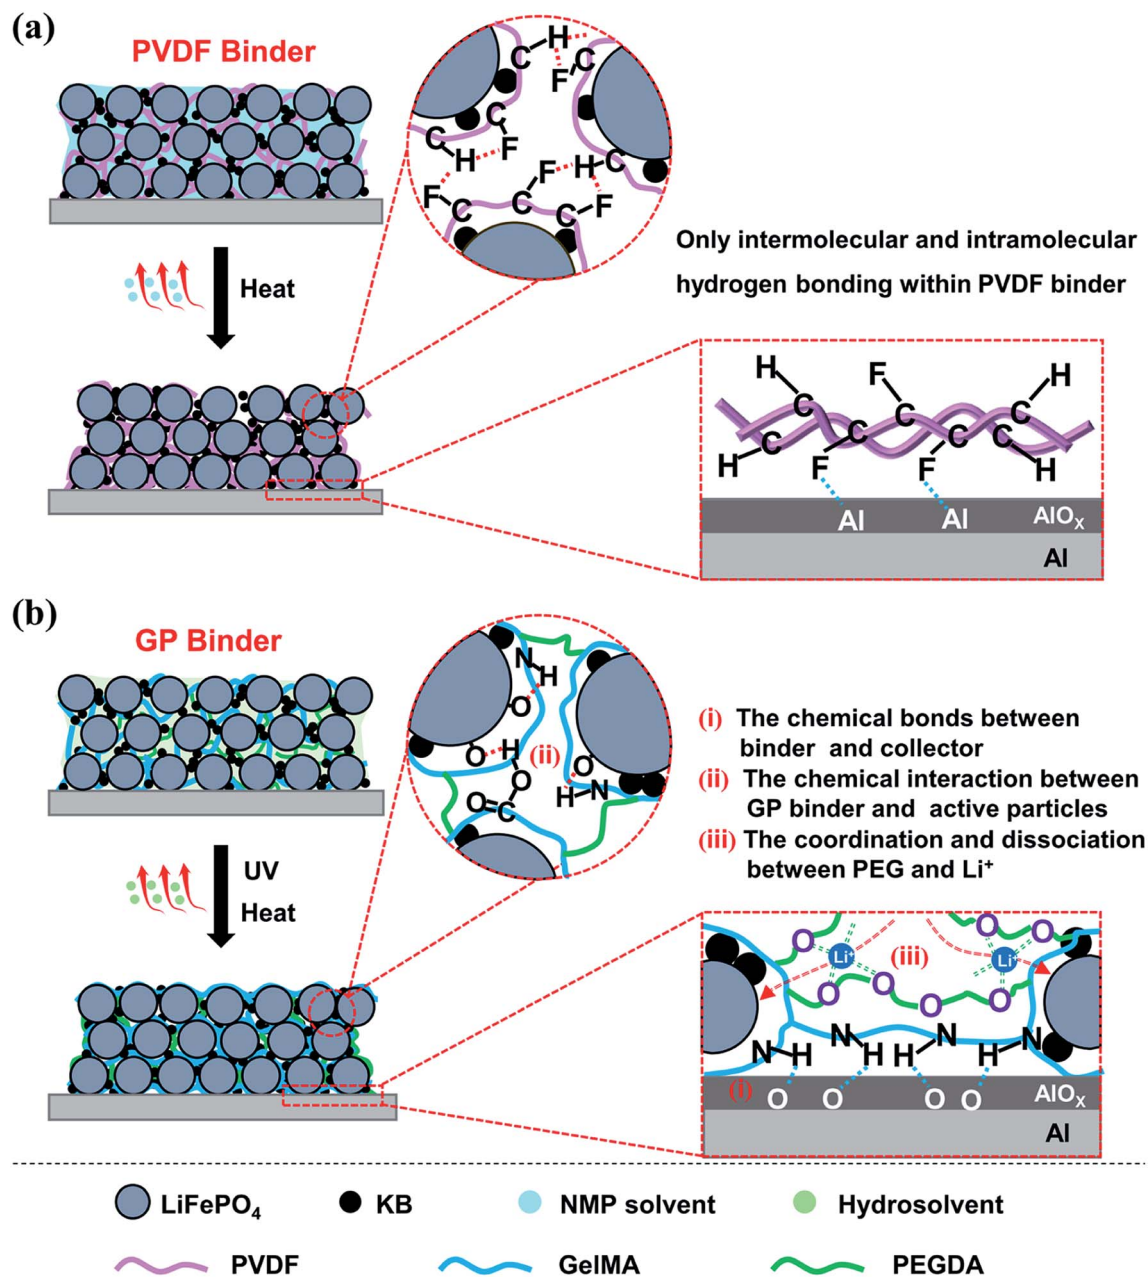 (a)
PVDF Binder
C
H
F
C
C
F
C
H
F
F
H
C
F
C
C
F
Heat
Only intermolecular and intramolecular
hydrogen bonding within PVDF binder
H
F
H
C
C
C
C
C
C
C
H
F
F
H
Al
Al
AlOX
Al
(b)
GP Binder
N
H
O
O
H
(ii)
O
O
C
O
H
N
UV
Heat
(i) The chemical bonds between
binder and collector
(ii) The chemical interaction between
GP binder and active particles
(iii) The coordination and dissociation
between PEG and Li+
O
O
O
Li+
(iii)
Li+
O
O
O
O
N
H
N
H
H
N
H
N
(i)
O
O
O
O
AlOX
Al
LiFePO4
KB
NMP solvent
Hydrosolvent
PVDF
GelMA
PEGDA